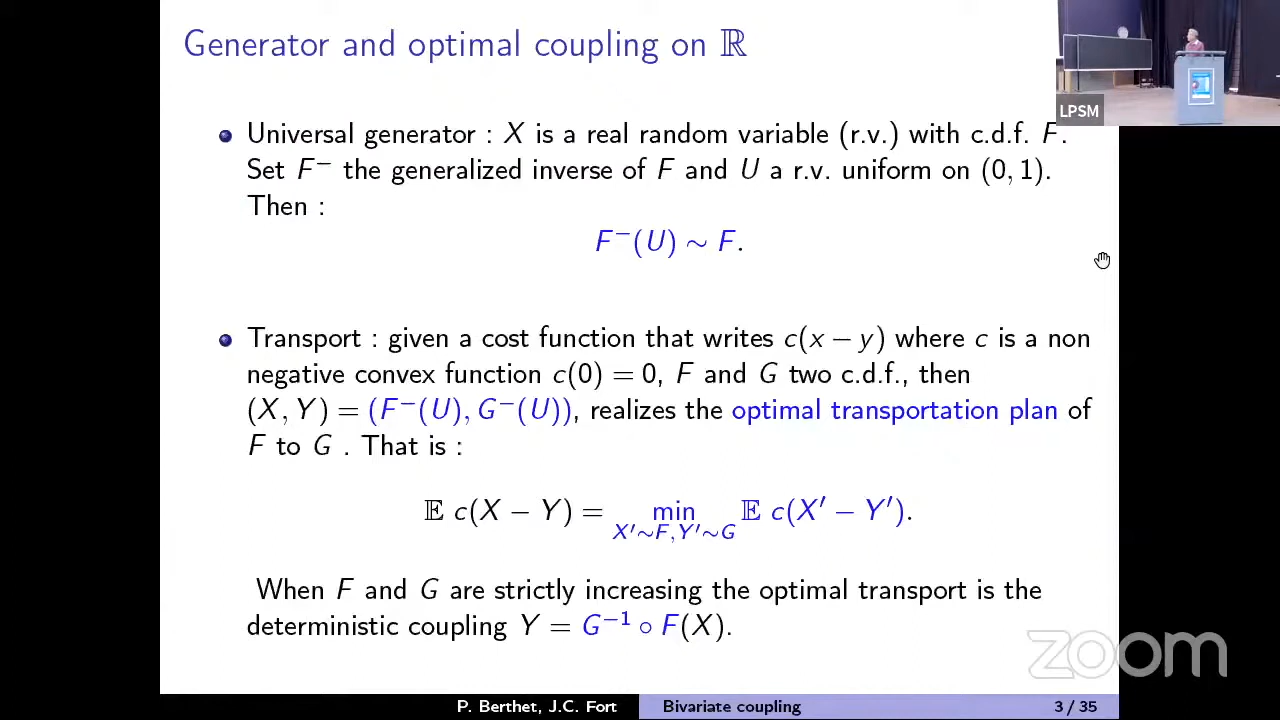 Generator and optimal coupling on ℝ
LPSM
Universal generator : X is a real random variable (r.v.) with c.d.f. F.
Set F⁻ the generalized inverse of F and U a r.v. uniform on (0, 1).
Then :
F⁻(U) ∼ F.
Transport : given a cost function that writes c(x − y) where c is a non
negative convex function c(0) = 0, F and G two c.d.f., then
(X, Y) = (F⁻(U), G⁻(U)), realizes the optimal transportation plan of
F to G . That is :
𝔼 c(X − Y) = min 𝔼 c(X′ − Y′).
X′∼F,Y′∼G
When F and G are strictly increasing the optimal transport is the
deterministic coupling Y = G⁻¹ ∘ F(X).
zoom
P. Berthet, J.C. Fort Bivariate coupling 3 / 35